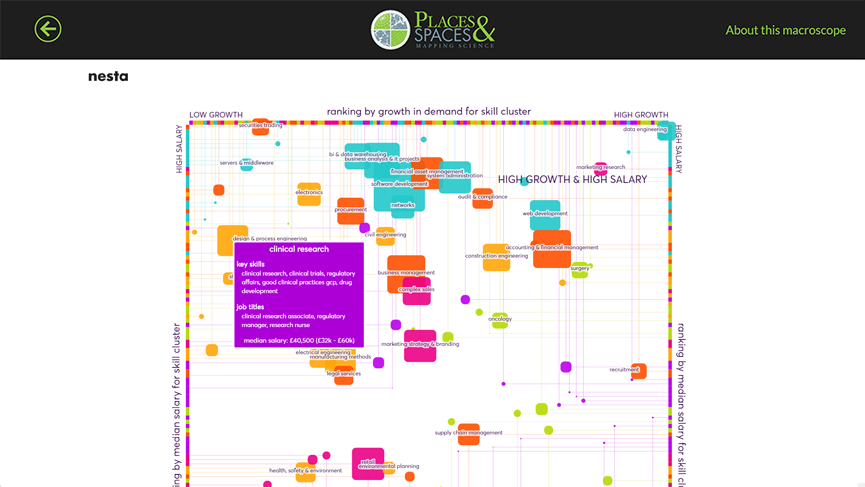 PLACES &
SPACES
MAPPING SCIENCE
About this macroscope
nesta
ranking by growth in demand for skill cluster
LOW GROWTH
HIGH GROWTH
HIGH SALARY
HIGH SALARY
securities trading
data engineering
bi & data warehousing
business analysis & it projects
servers & middleware
marketing research
financial asset management
system administration
HIGH GROWTH & HIGH SALARY
software development
electronics
audit & compliance
networks
procurement
web development
civil engineering
design & process engineering
accounting & financial management
construction engineering
clinical research
key skills
clinical research, clinical trials, regulatory
affairs, good clinical practices gcp, drug
development
job titles
clinical research associate, regulatory
manager, research nurse
median salary: £40,500 (£32k - £60k)
surgery
business management
complex sales
oncology
marketing strategy & branding
electrical engineering
manufacturing methods
legal services
recruitment
supply chain management
retail
environmental planning
health, safety & environment
ing by median salary for skill cluster
ranking by median salary for skill cl